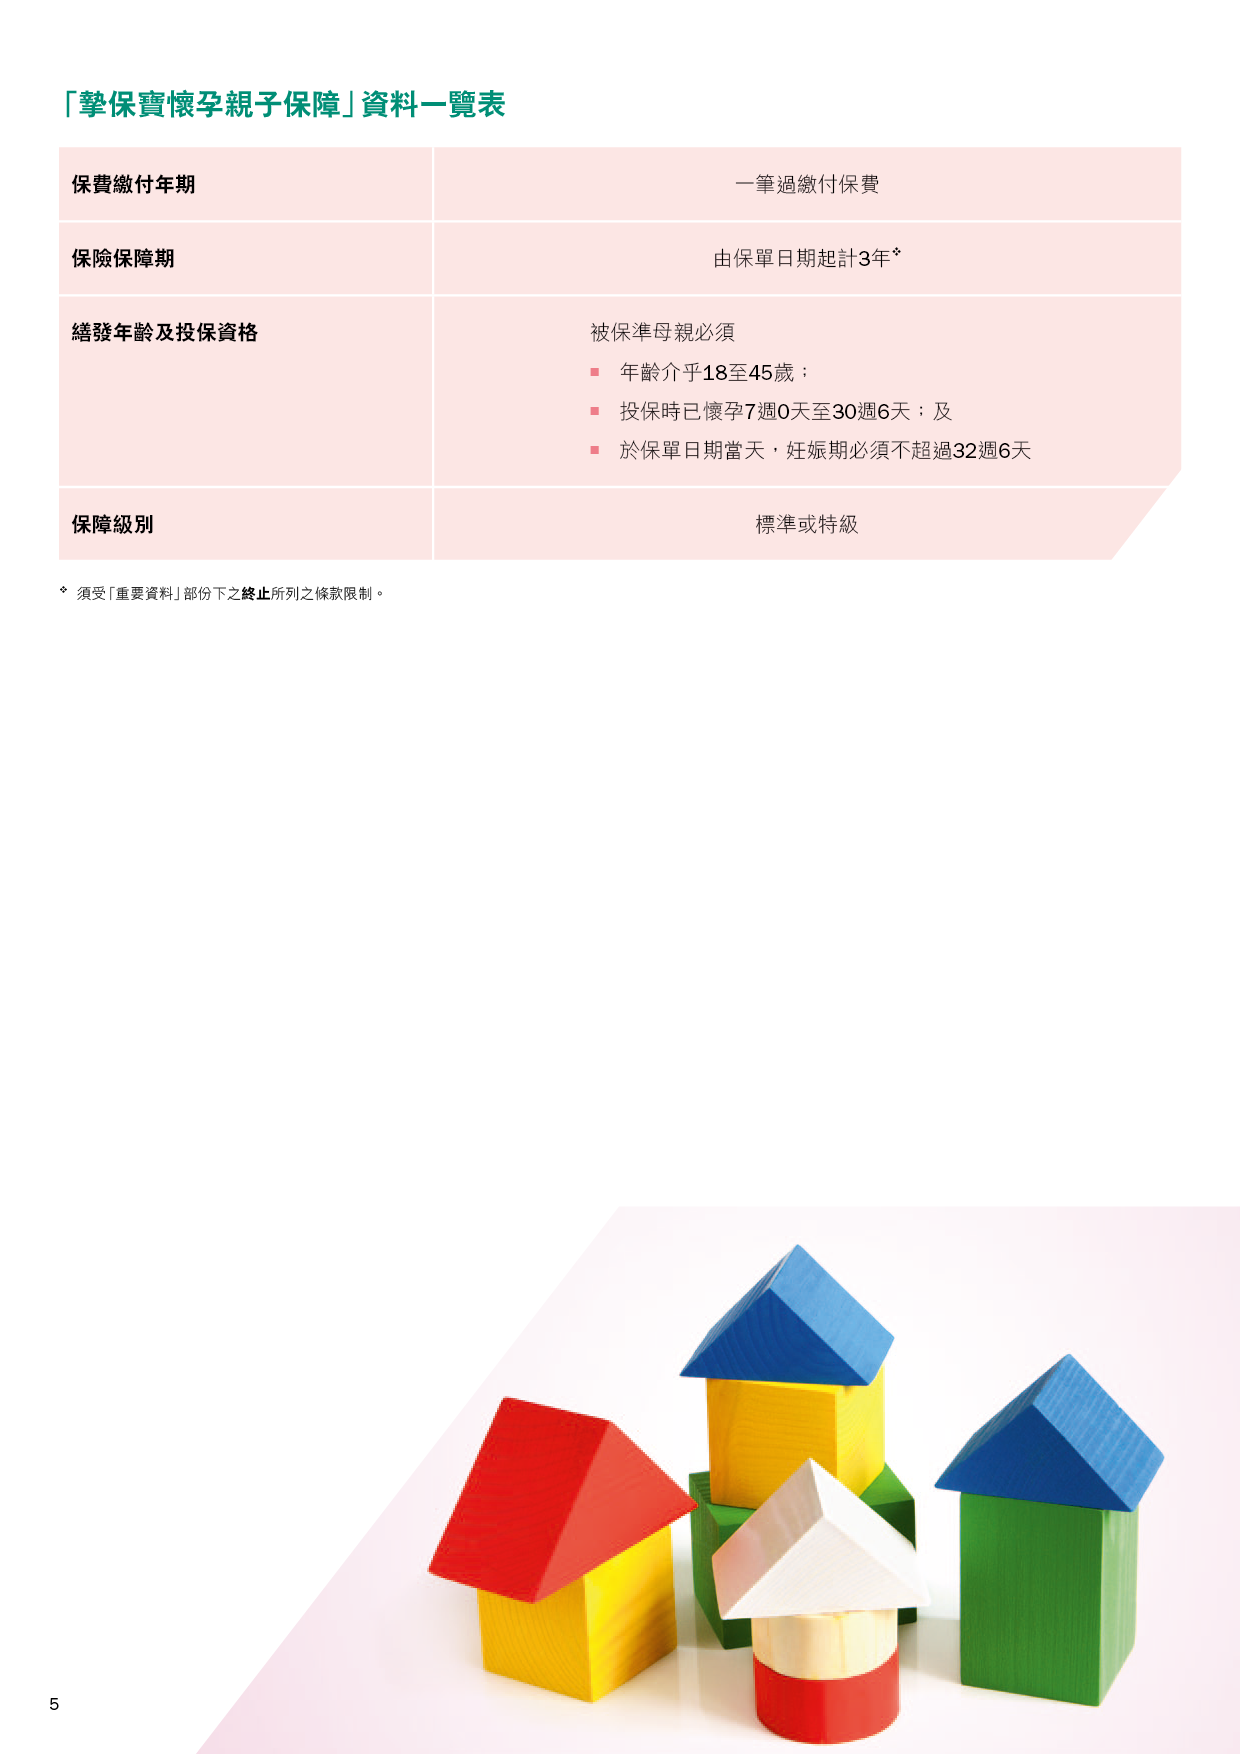 「摯保寶懷孕親子保障」資料一覽表
保費繳付年期
一筆過繳付保費
保險保障期
由保單日期起計3年❖
繕發年齡及投保資格
被保準母親必須
■ 年齡介乎18至45歲；
■ 投保時已懷孕7週0天至30週6天；及
■ 於保單日期當天，妊娠期必須不超過32週6天
保障級別
標準或特級
❖ 須受「重要資料」部份下之終止所列之條款限制。
5